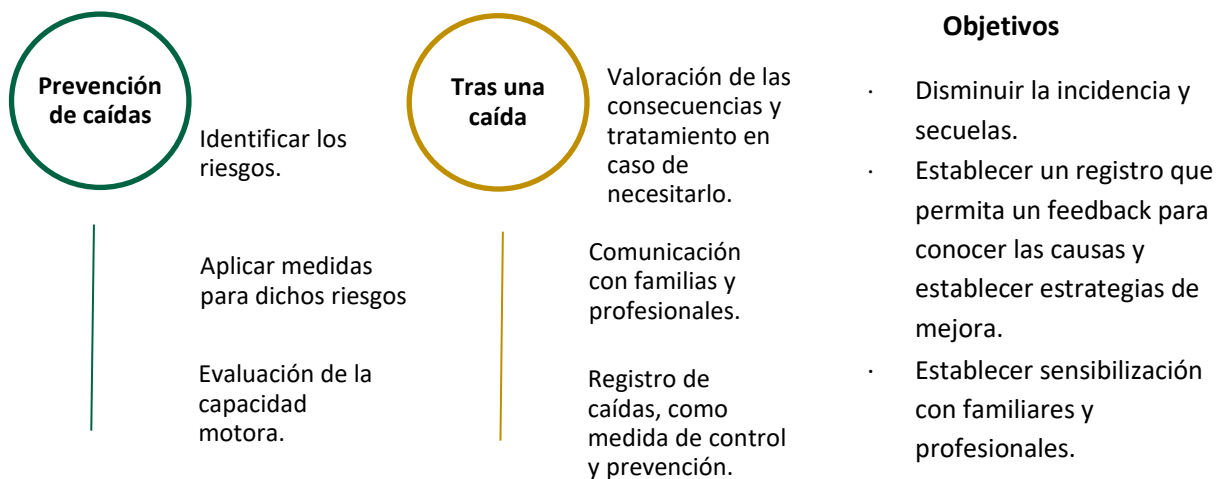 Prevención
de caídas
Identificar los
riesgos.
Aplicar medidas
para dichos riesgos
Evaluación de la
capacidad
motora.
Tras una
caída
Valoración de las
consecuencias y
tratamiento en
caso de
necesitarlo.
Comunicación
con familias y
profesionales.
Registro de
caídas, como
medida de control
y prevención.
Objetivos
· Disminuir la incidencia y
secuelas.
· Establecer un registro que
permita un feedback para
conocer las causas y
establecer estrategias de
mejora.
· Establecer sensibilización
con familiares y
profesionales.